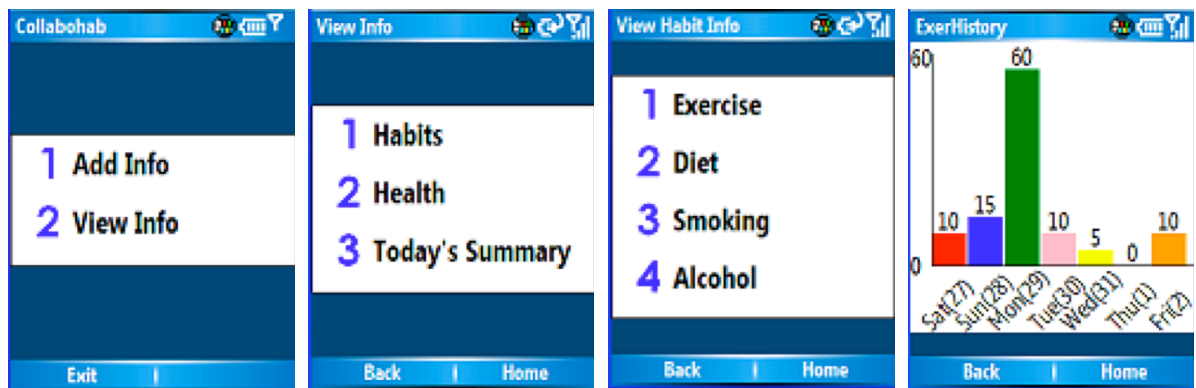 Collabohab
1 Add Info
2 View Info
Exit
View Info
1 Habits
2 Health
3 Today's Summary
Back Home
View Habit Info
1 Exercise
2 Diet
3 Smoking
4 Alcohol
Back Home
ExerHistory
60
60
10
15
10
5
0
10
0
Sat(27)
Sun(28)
Mon(29)
Tue(30)
Wed(31)
Thu(1)
Fri(2)
Back Home